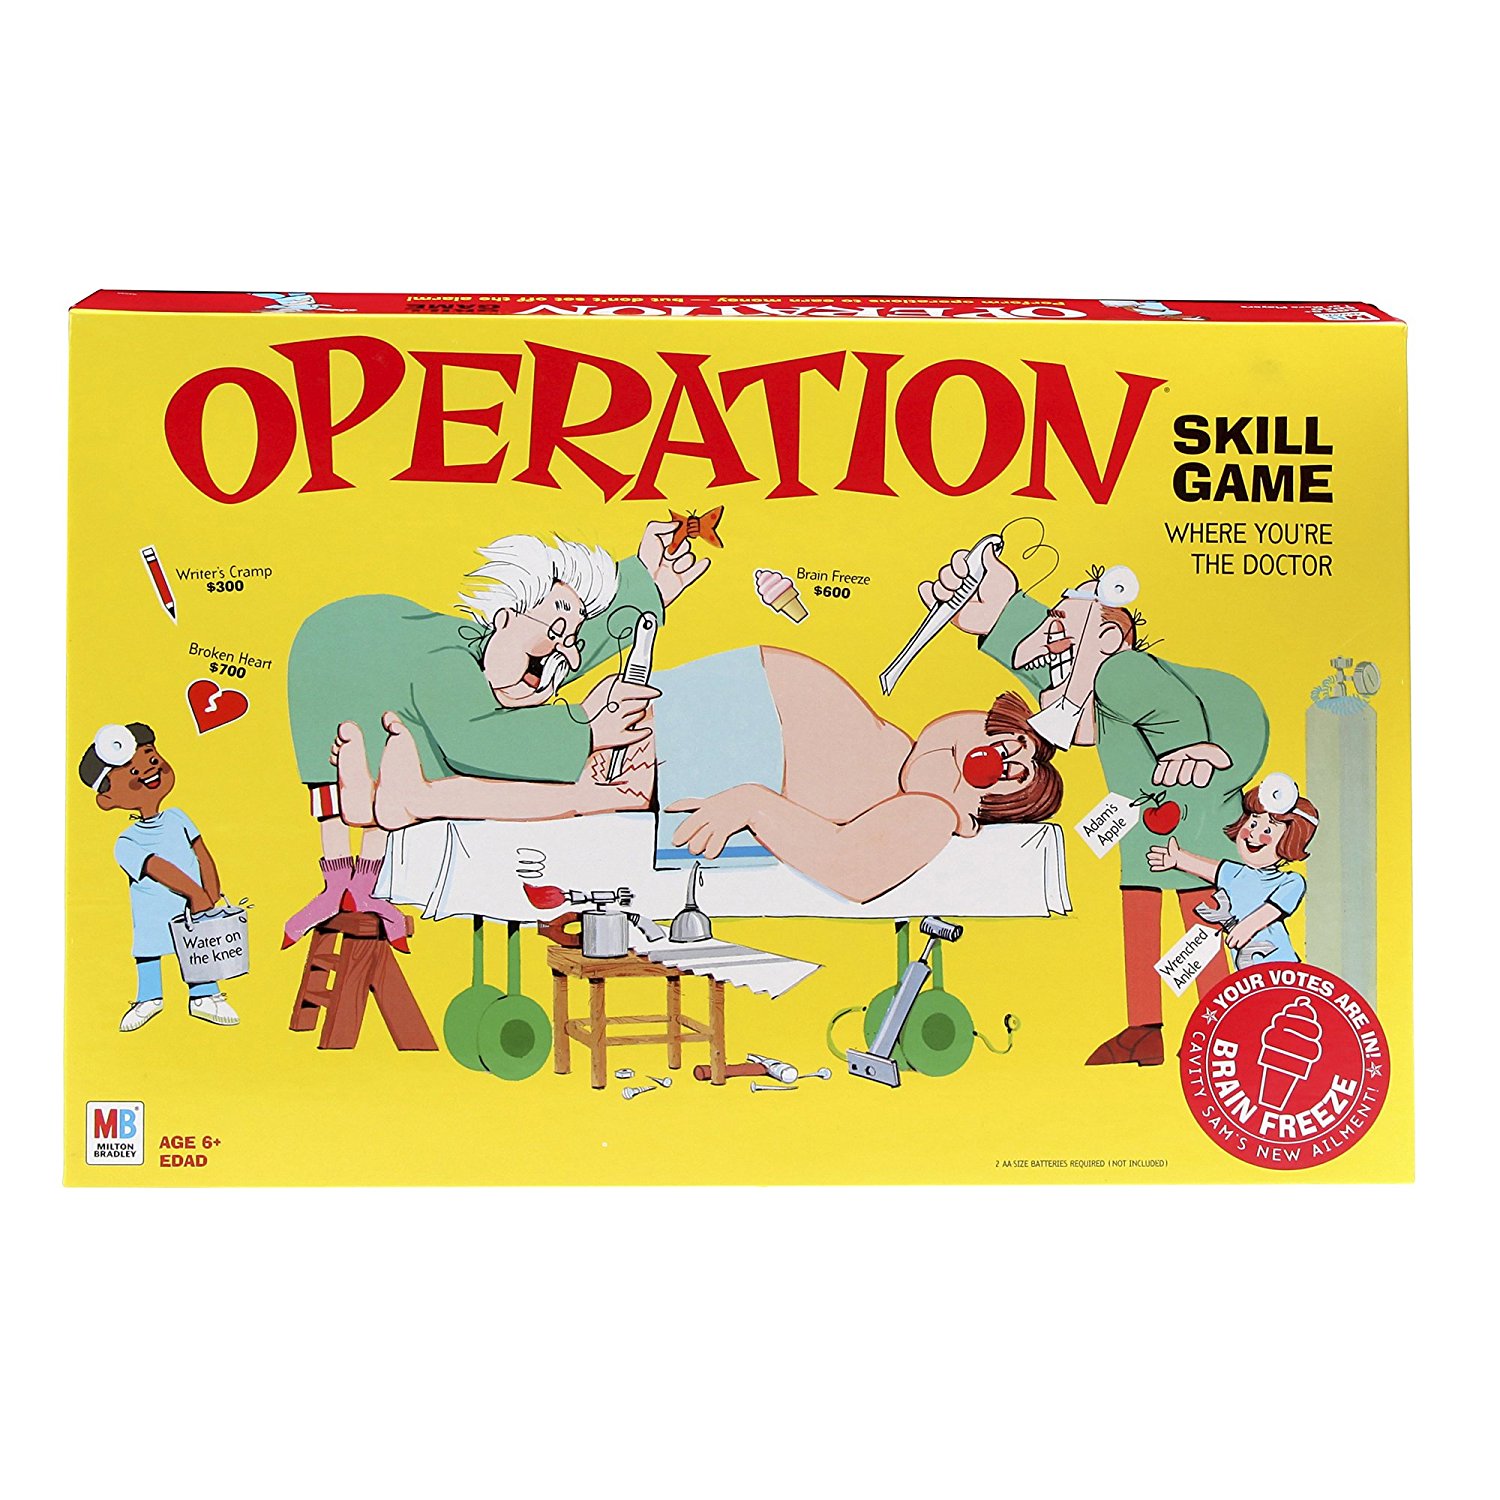 Perform operations to earn money — but don't set off the alarm!
OPERATION
SKILL
GAME
OPERATION®
SKILL
GAME
WHERE YOU'RE
THE DOCTOR
Writer's Cramp
$300
Brain Freeze
$600
Broken Heart
$700
Adam's
Apple
Water on
the knee
Wrenched
Ankle
YOUR VOTES ARE IN!
BRAIN FREEZE
CAVITY SAM'S NEW AILMENT!
MB®
MILTON
BRADLEY
AGE 6+
EDAD
2 AA SIZE BATTERIES REQUIRED (NOT INCLUDED)